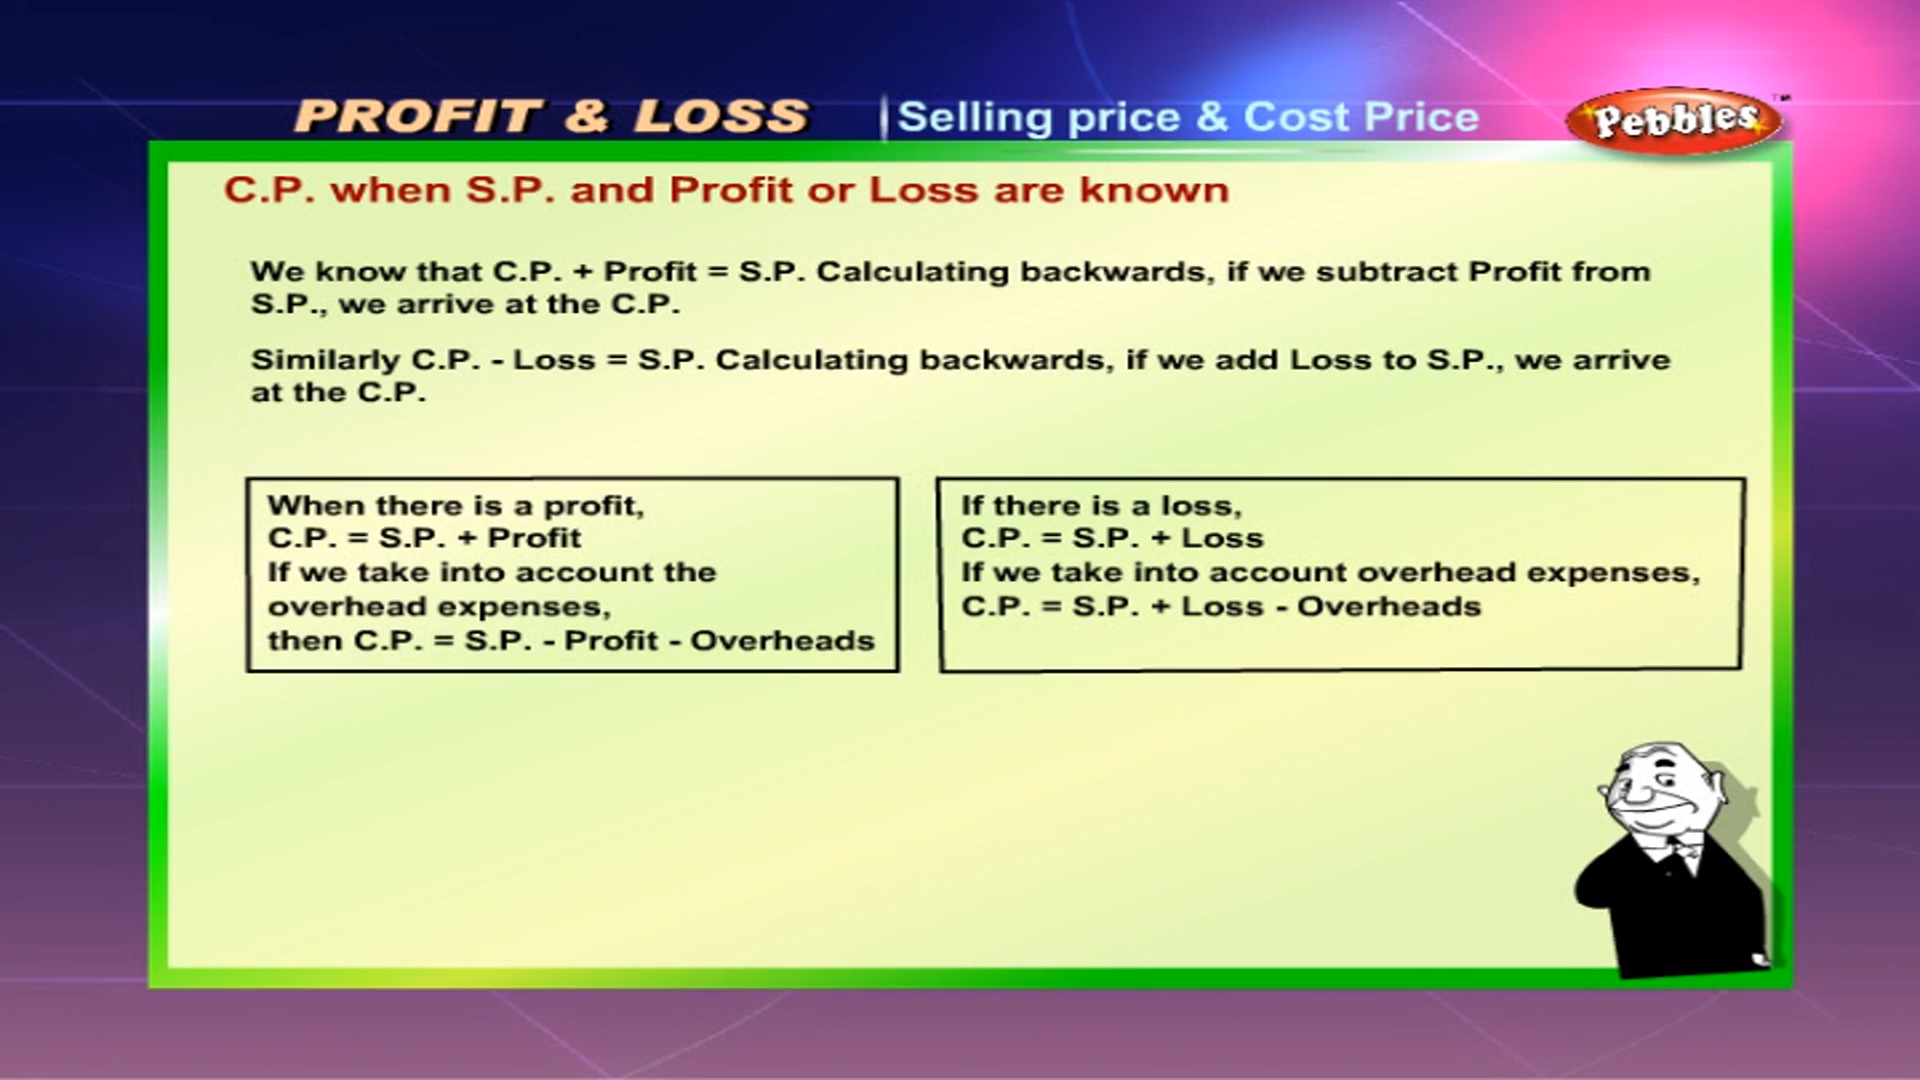 PROFIT & LOSS
Selling price & Cost Price
Pebbles™
C.P. when S.P. and Profit or Loss are known
We know that C.P. + Profit = S.P. Calculating backwards, if we subtract Profit from
S.P., we arrive at the C.P.
Similarly C.P. - Loss = S.P. Calculating backwards, if we add Loss to S.P., we arrive
at the C.P.
When there is a profit,
C.P. = S.P. + Profit
If we take into account the
overhead expenses,
then C.P. = S.P. - Profit - Overheads
If there is a loss,
C.P. = S.P. + Loss
If we take into account overhead expenses,
C.P. = S.P. + Loss - Overheads